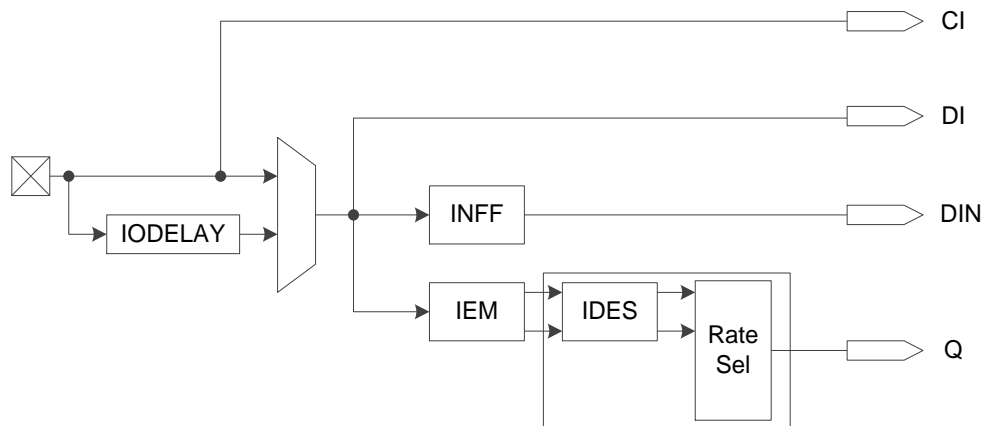 CI
DI
IODELAY
INFF
DIN
IEM
IDES
Rate
Sel
Q